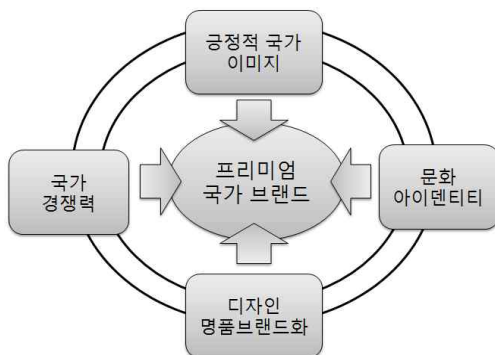 긍정적 국가
이미지
프리미엄
국가 브랜드
국가
경쟁력
문화
아이덴티티
디자인
명품브랜드화